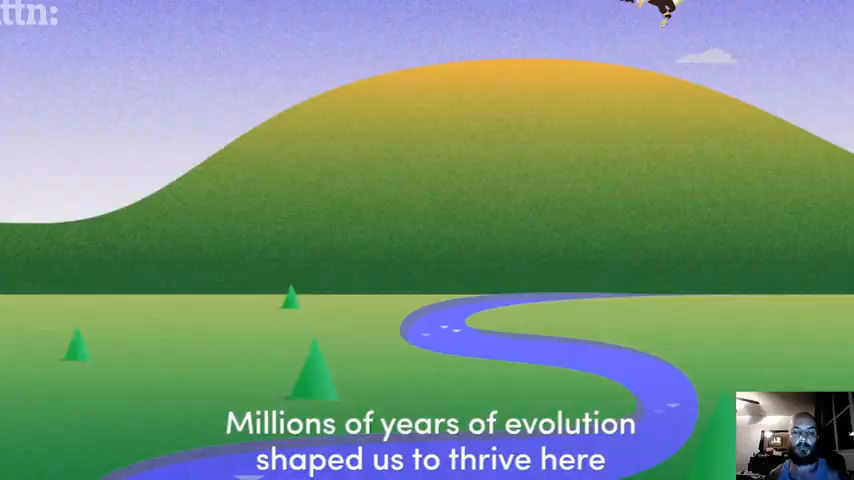 ttn:
Millions of years of evolution
shaped us to thrive here